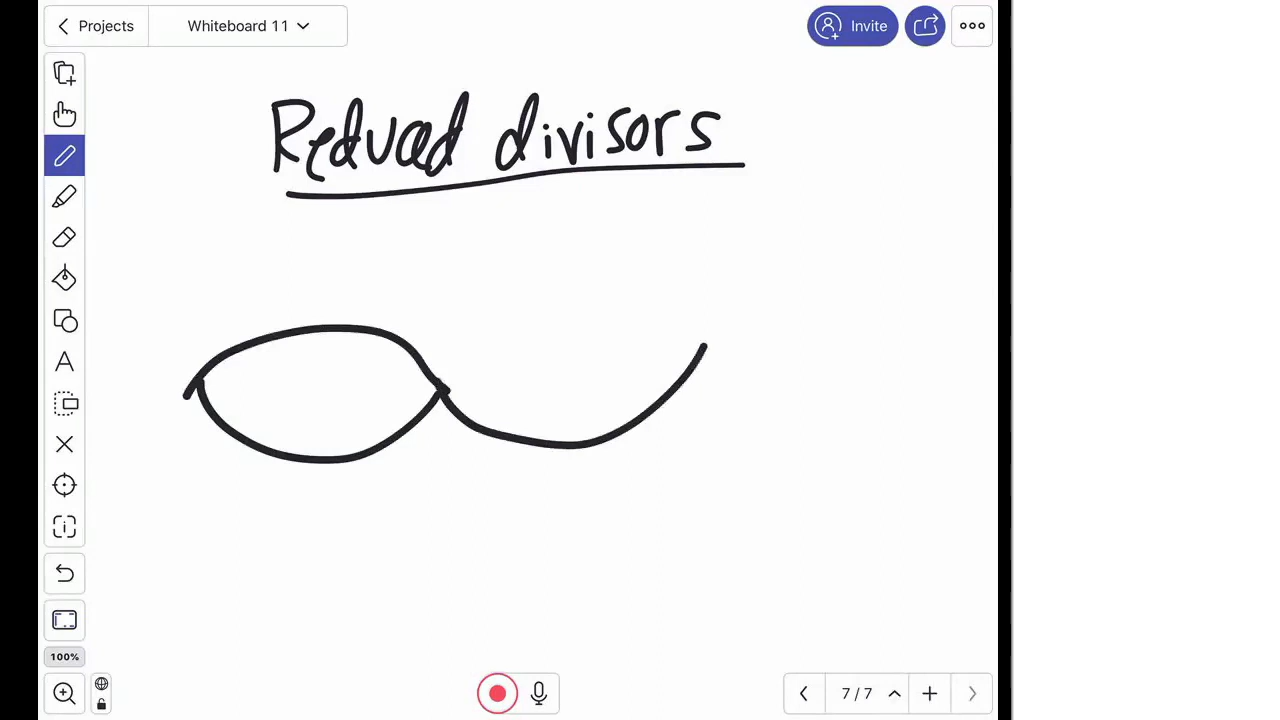 Projects
Whiteboard 11
Invite
Reduced divisors
A
100%
7 / 7